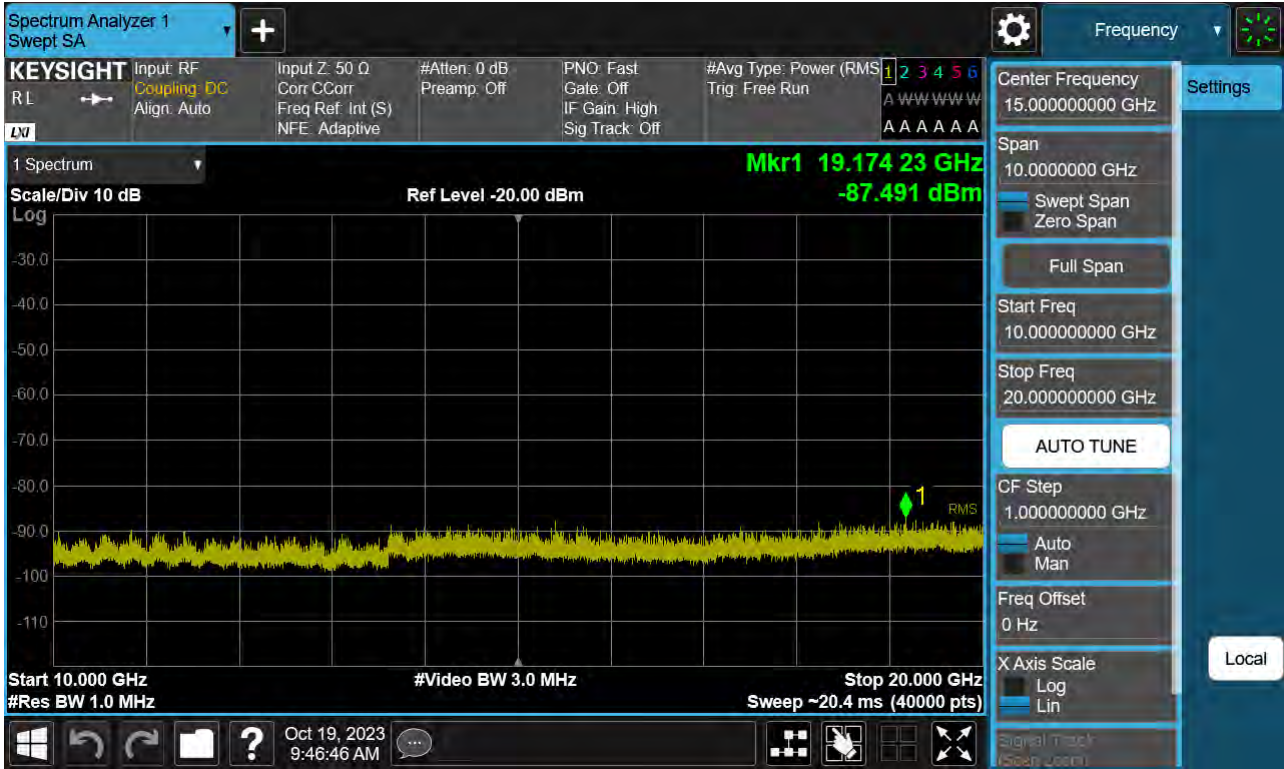 Spectrum Analyzer 1
Swept SA
Frequency
KEYSIGHT
R L
LXI
Input: RF
Coupling: DC
Align: Auto
Input Z: 50 Ω
Corr CCorr
Freq Ref: Int (S)
NFE: Adaptive
#Atten: 0 dB
Preamp: Off
PNO: Fast
Gate: Off
IF Gain: High
Sig Track: Off
#Avg Type: Power (RMS
Trig: Free Run
1 2 3 4 5 6
A W W W W W
A A A A A A
1 Spectrum
Scale/Div 10 dB
Ref Level -20.00 dBm
Mkr1 19.174 23 GHz
-87.491 dBm
Log
-30.0
-40.0
-50.0
-60.0
-70.0
-80.0
-90.0
-100
-110
1
RMS
Start 10.000 GHz
#Res BW 1.0 MHz
#Video BW 3.0 MHz
Stop 20.000 GHz
Sweep ~20.4 ms (40000 pts)
Center Frequency
15.000000000 GHz
Span
10.0000000 GHz
Swept Span
Zero Span
Full Span
Start Freq
10.000000000 GHz
Stop Freq
20.000000000 GHz
AUTO TUNE
CF Step
1.000000000 GHz
Auto
Man
Freq Offset
0 Hz
X Axis Scale
Log
Lin
Signal Track
(Span Zoom)
Settings
Local
Oct 19, 2023
9:46:46 AM